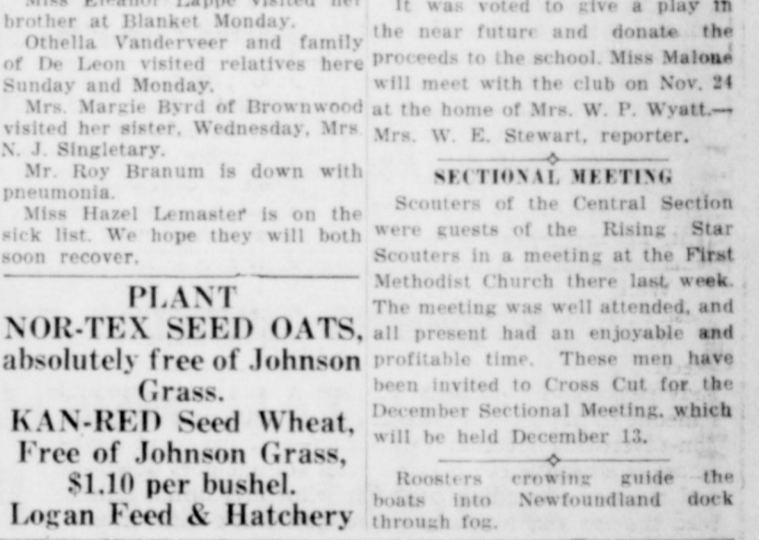 Miss Eleanor Lappe visited her
brother at Blanket Monday.
Othella Vanderveer and family
of De Leon visited relatives here
Sunday and Monday.
Mrs. Margie Byrd of Brownwood
visited her sister, Wednesday, Mrs
N. J. Singletary.
Mr. Roy Branum is down with
pneumonia.
Miss Hazel Lemaster is on the
sick list. We hope they will both
soon recover.
PLANT
NOR-TEX SEED OATS,
absolutely free of Johnson
Grass.
KAN-RED Seed Wheat,
Free of Johnson Grass,
$1.10 per bushel.
Logan Feed & Hatchery
It was voted to give a play in
the near future and donate the
proceeds to the school. Miss Malone
will meet with the club on Nov. 24
at the home of Mrs. W. P. Wyatt.—
Mrs. W. E. Stewart, reporter.
SECTIONAL MEETING
Scouters of the Central Section
were guests of the Rising Star
Scouters in a meeting at the First
Methodist Church there last week.
The meeting was well attended, and
all present had an enjoyable and
profitable time. These men have
been invited to Cross Cut for the
December Sectional Meeting, which
will be held December 13.
Roosters crowing guide the
boats into Newfoundland dock
through fog.